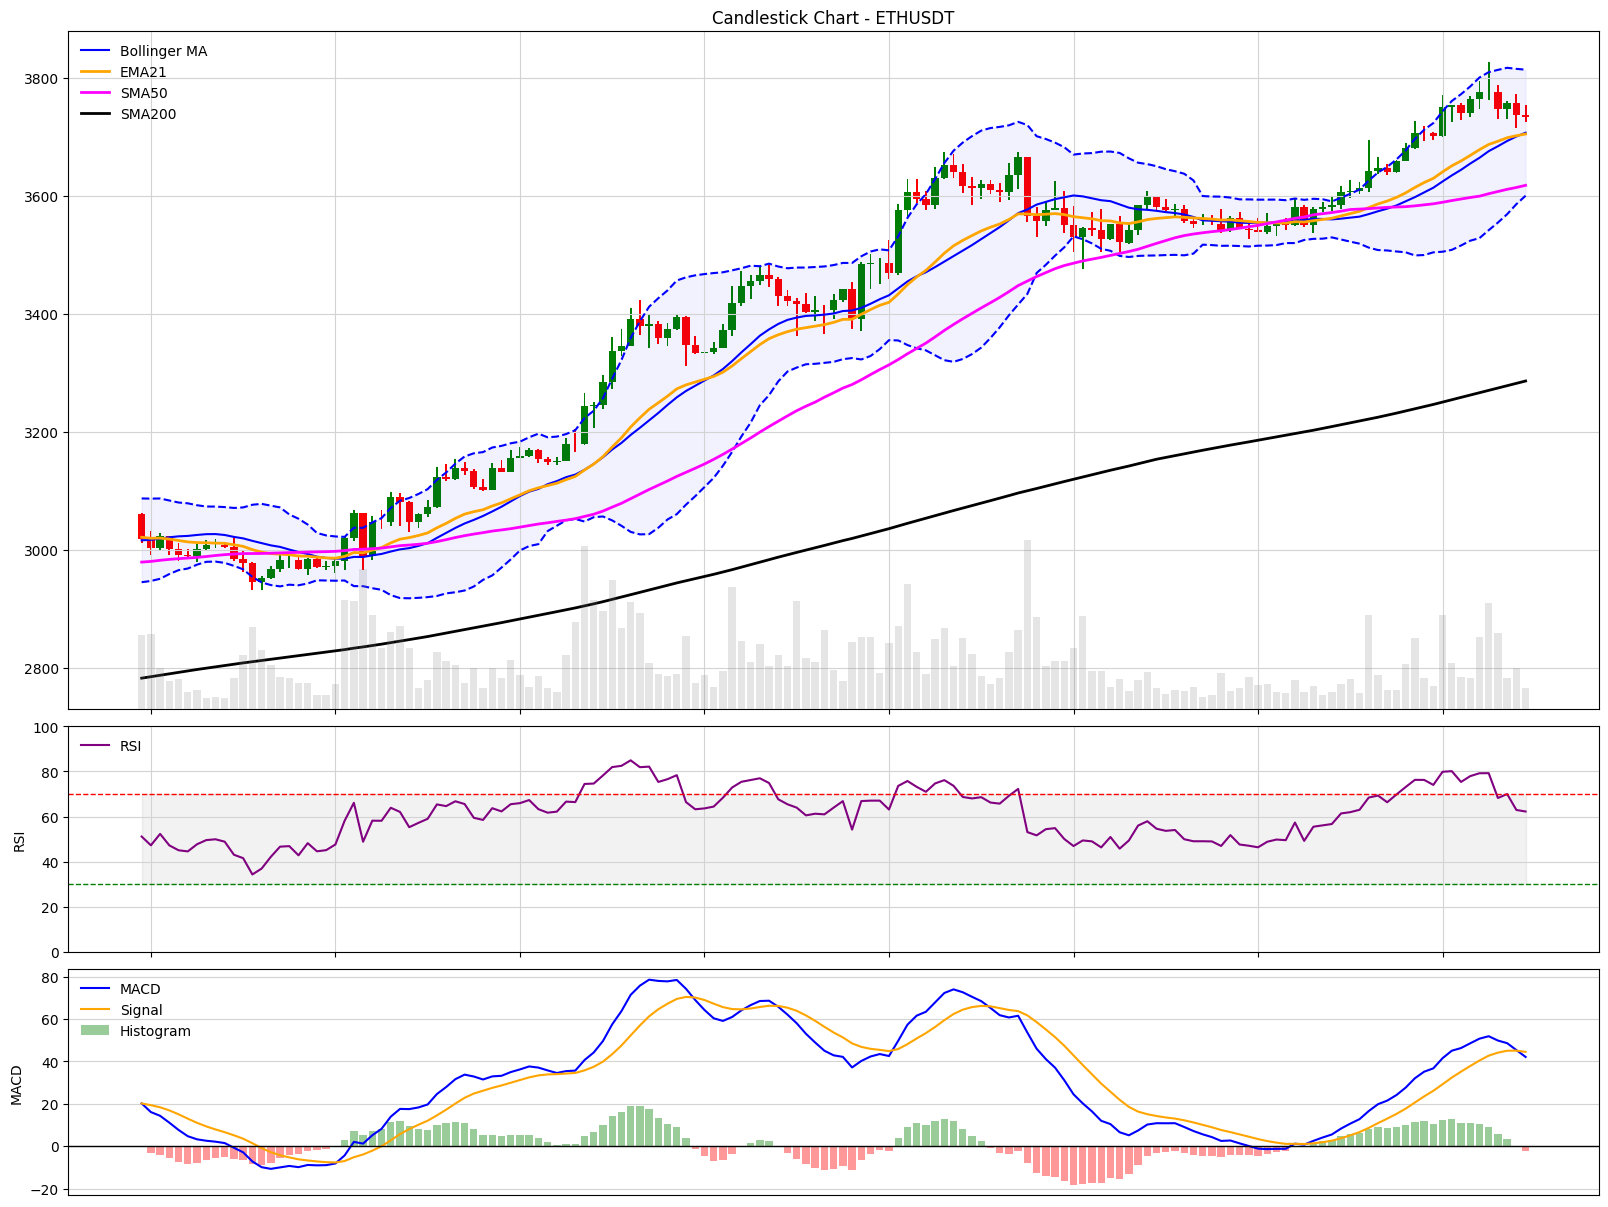 Candlestick Chart - ETHUSDT
Bollinger MA
EMA21
SMA50
SMA200
3800
3600
3400
3200
3000
2800
RSI
100
80
60
40
20
0
RSI
MACD
Signal
Histogram
80
60
40
20
0
−20
MACD